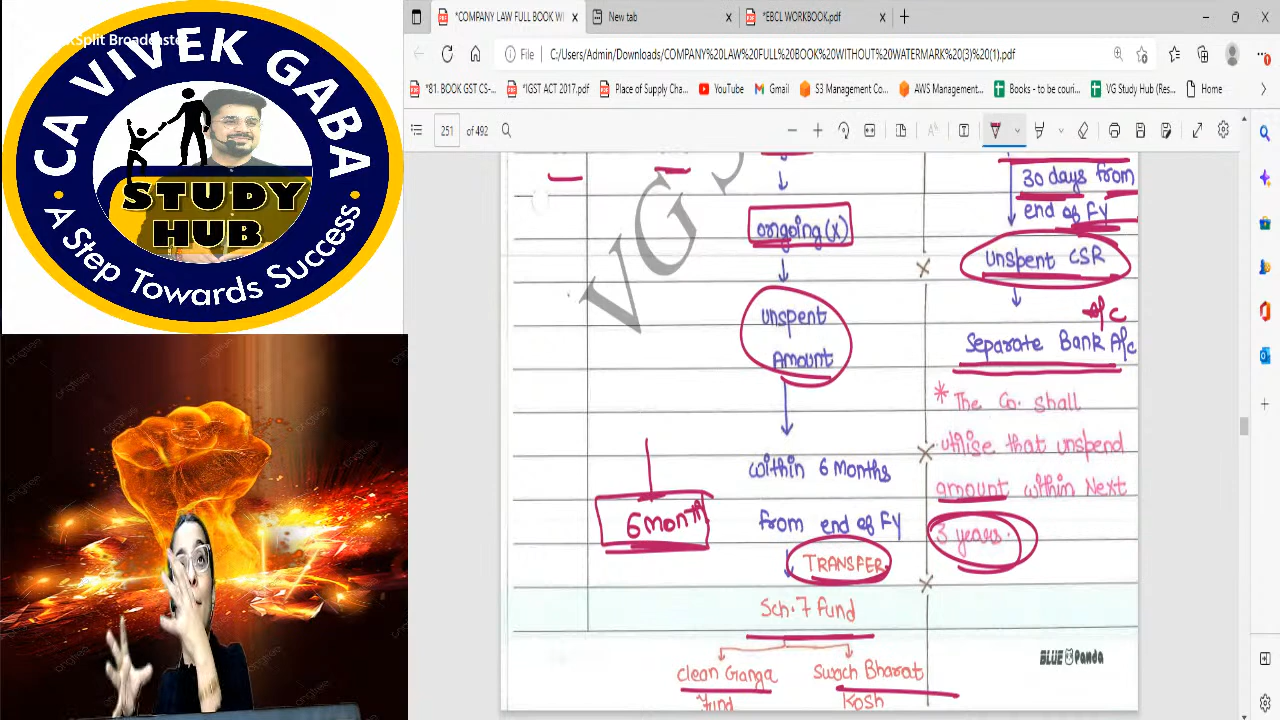 CA VIVEK GABA
STUDY
HUB
A Step Towards Success
Split Broadcaster
*COMPANY LAW FULL BOOK W
New tab
*EBCL WORKBOOK.pdf
File
C:/Users/Admin/Downloads/COMPANY%20LAW%20FULL%20BOOK%20WITHOUT%20WATERMARK%20(3)%20(1).pdf
*81. BOOK GST CS-...
*IGST ACT 2017.pdf
Place of Supply Cha...
YouTube
Gmail
S3 Management Co...
AWS Management...
Books - to be couri...
VG Study Hub (Res...
Home
251 of 492
VG
ongoing (x)
unspent
Amount
within 6 Months
from end of FY
TRANSFER
Sch. 7 fund
clean Ganga
Fund
Swach Bharat
Kosh
6 month
30 days from
end of FY
unspent CSR
a/c
Separate Bank A/c
* The Co. shall
utilise that unspend
amount within Next
3 years.
BLUE Panda